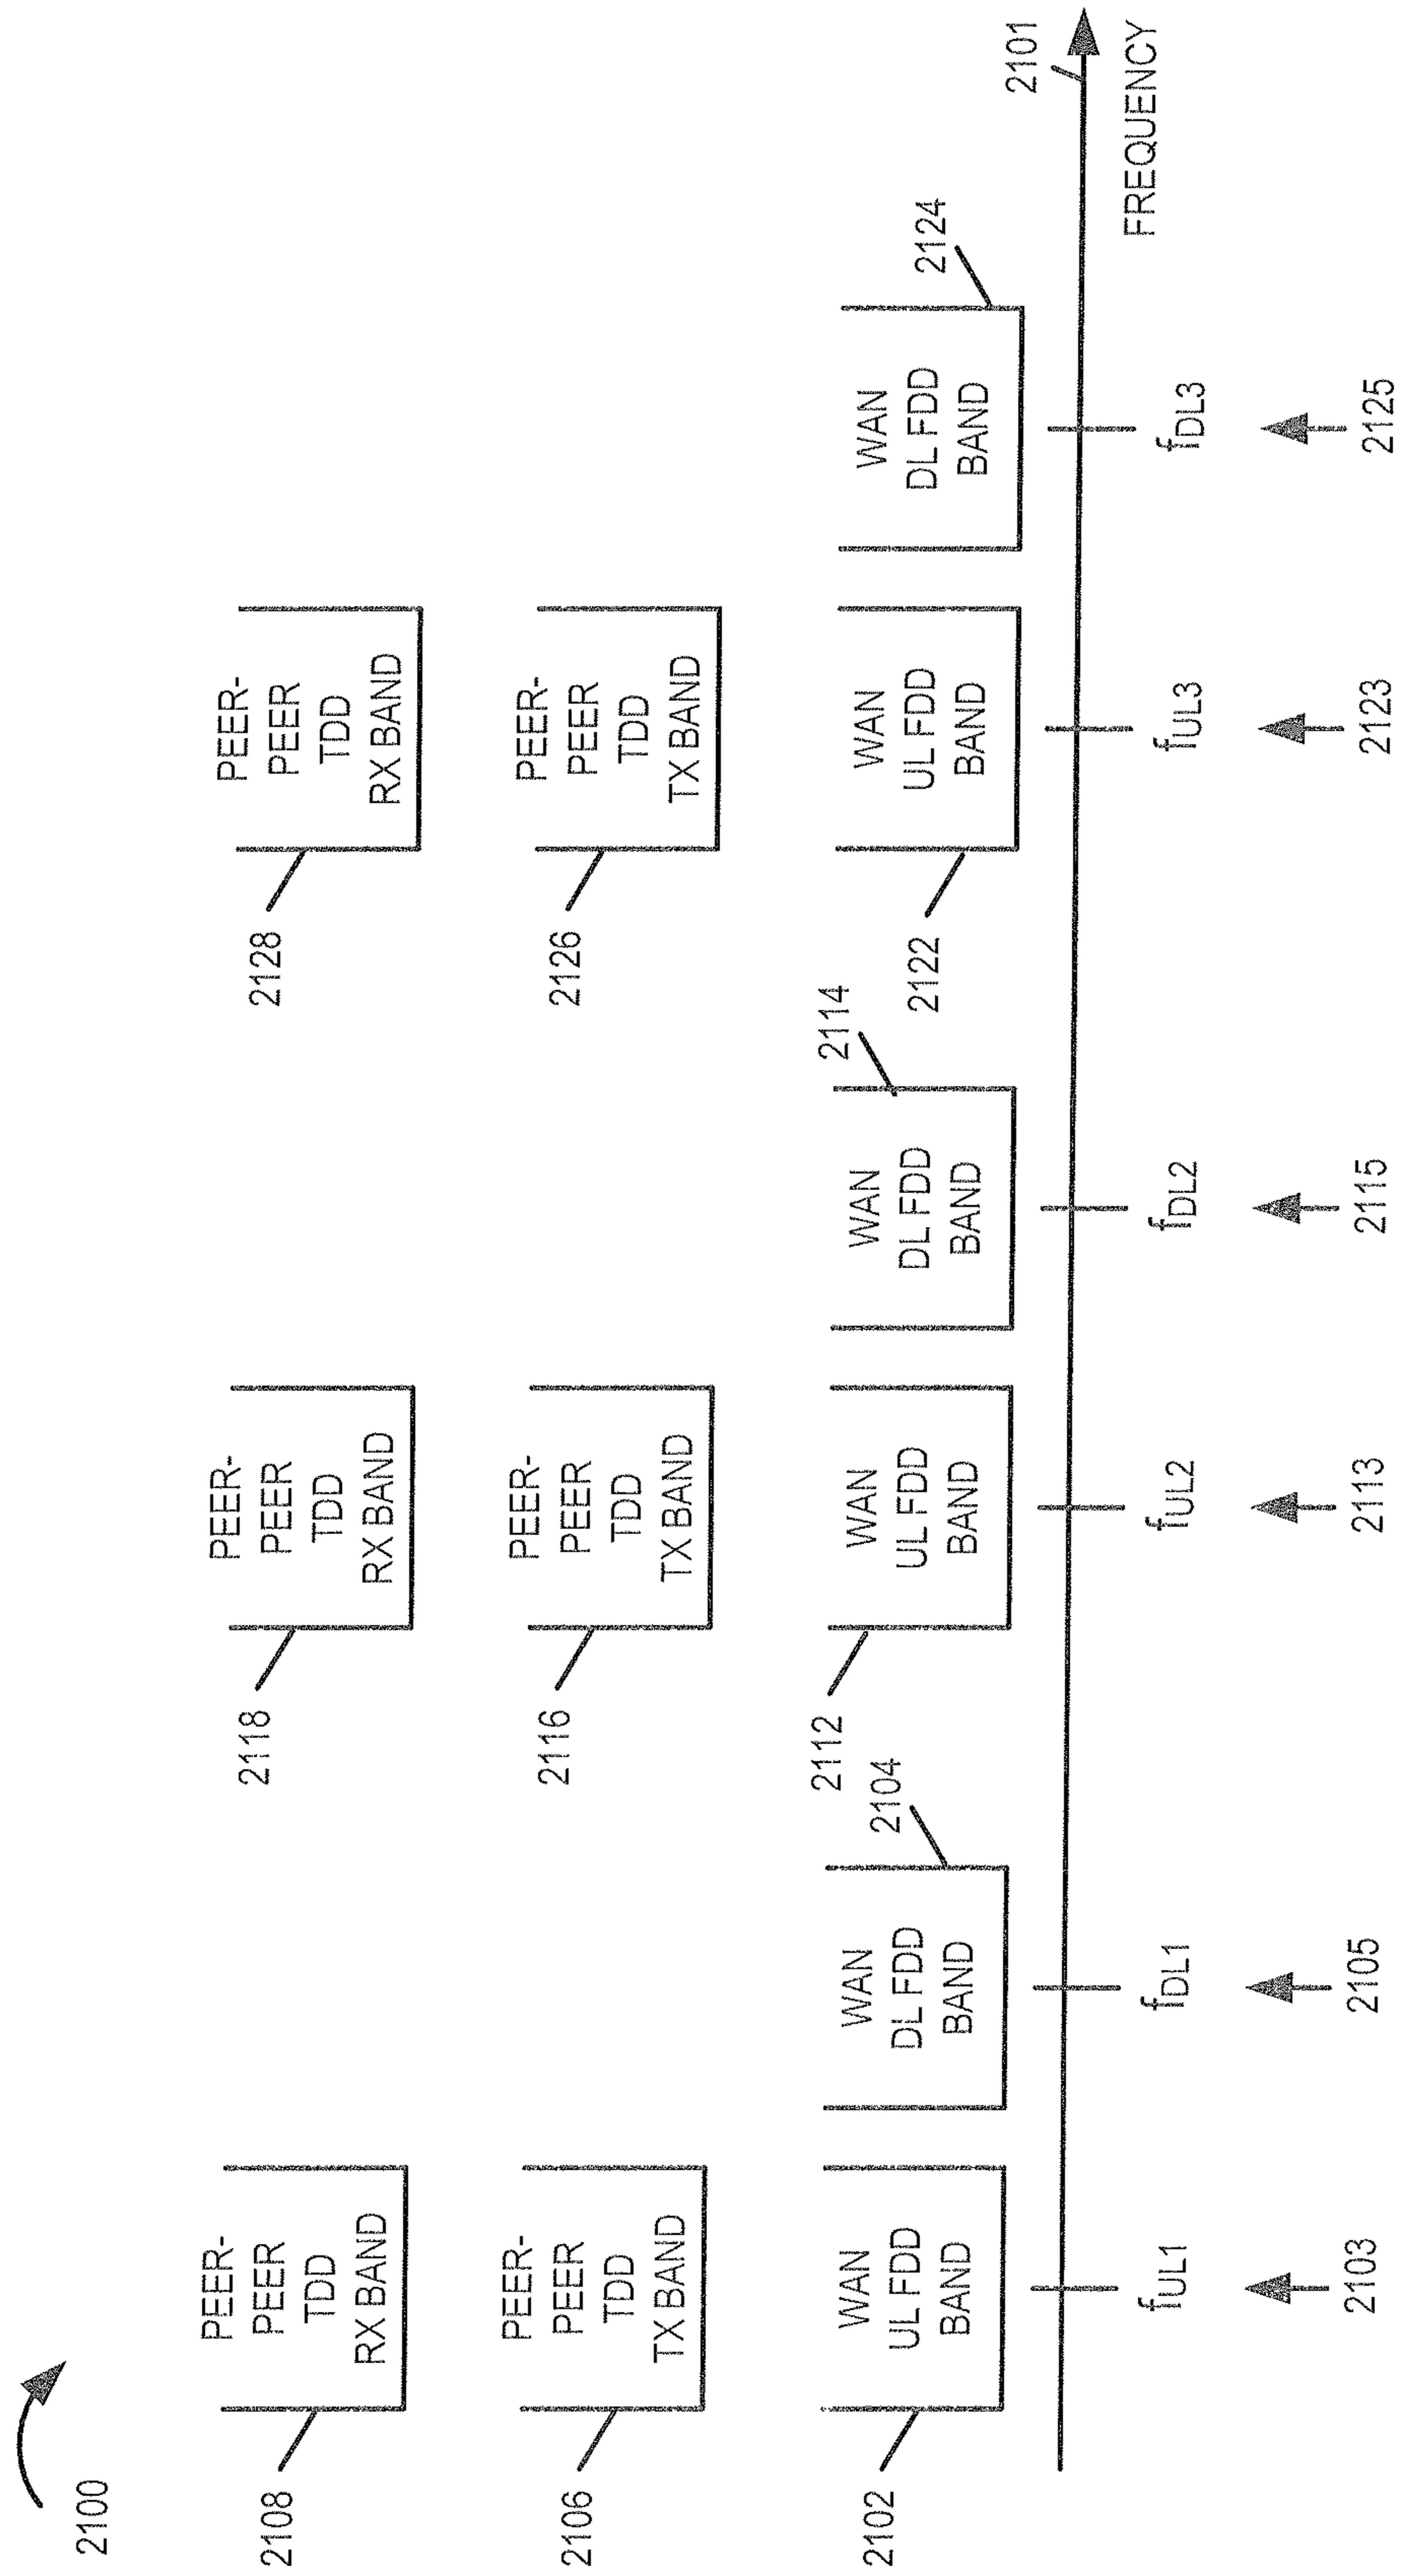 2100
2108
PEER-
PEER
TDD
RX BAND
2118
PEER-
PEER
TDD
RX BAND
2128
PEER-
PEER
TDD
RX BAND
2106
PEER-
PEER
TDD
TX BAND
2116
PEER-
PEER
TDD
TX BAND
2126
PEER-
PEER
TDD
TX BAND
2102
WAN
UL FDD
BAND
2104
WAN
DL FDD
BAND
2112
WAN
UL FDD
BAND
2114
WAN
DL FDD
BAND
2122
WAN
UL FDD
BAND
2124
WAN
DL FDD
BAND
2101
FREQUENCY
fUL1
fDL1
fUL2
fDL2
fUL3
fDL3
2103
2105
2113
2115
2123
2125